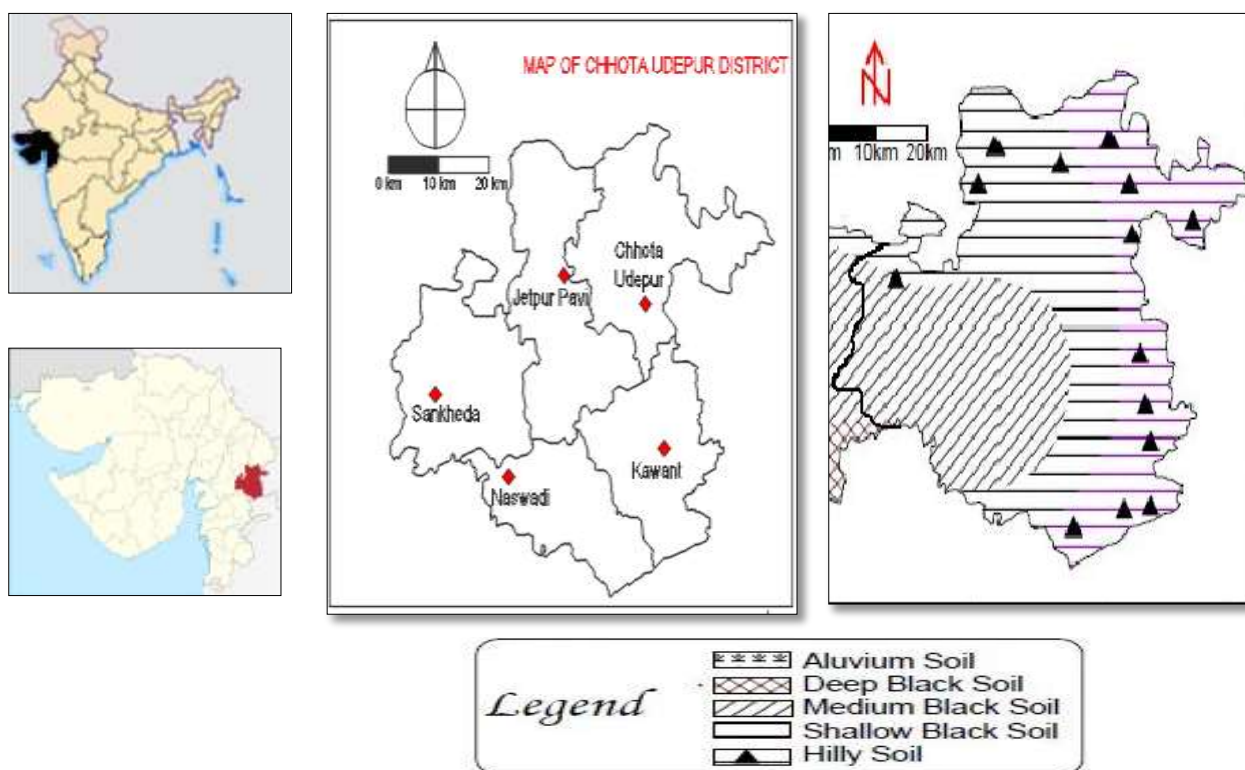 MAP OF CHHOTA UDEPUR DISTRICT
0 km 10 km 20 km
Chhota
Udepur
Jetpur Pavi
Sankheda
Kawant
Naswadi
N
m 10km 20km
Legend
Aluvium Soil
Deep Black Soil
Medium Black Soil
Shallow Black Soil
Hilly Soil